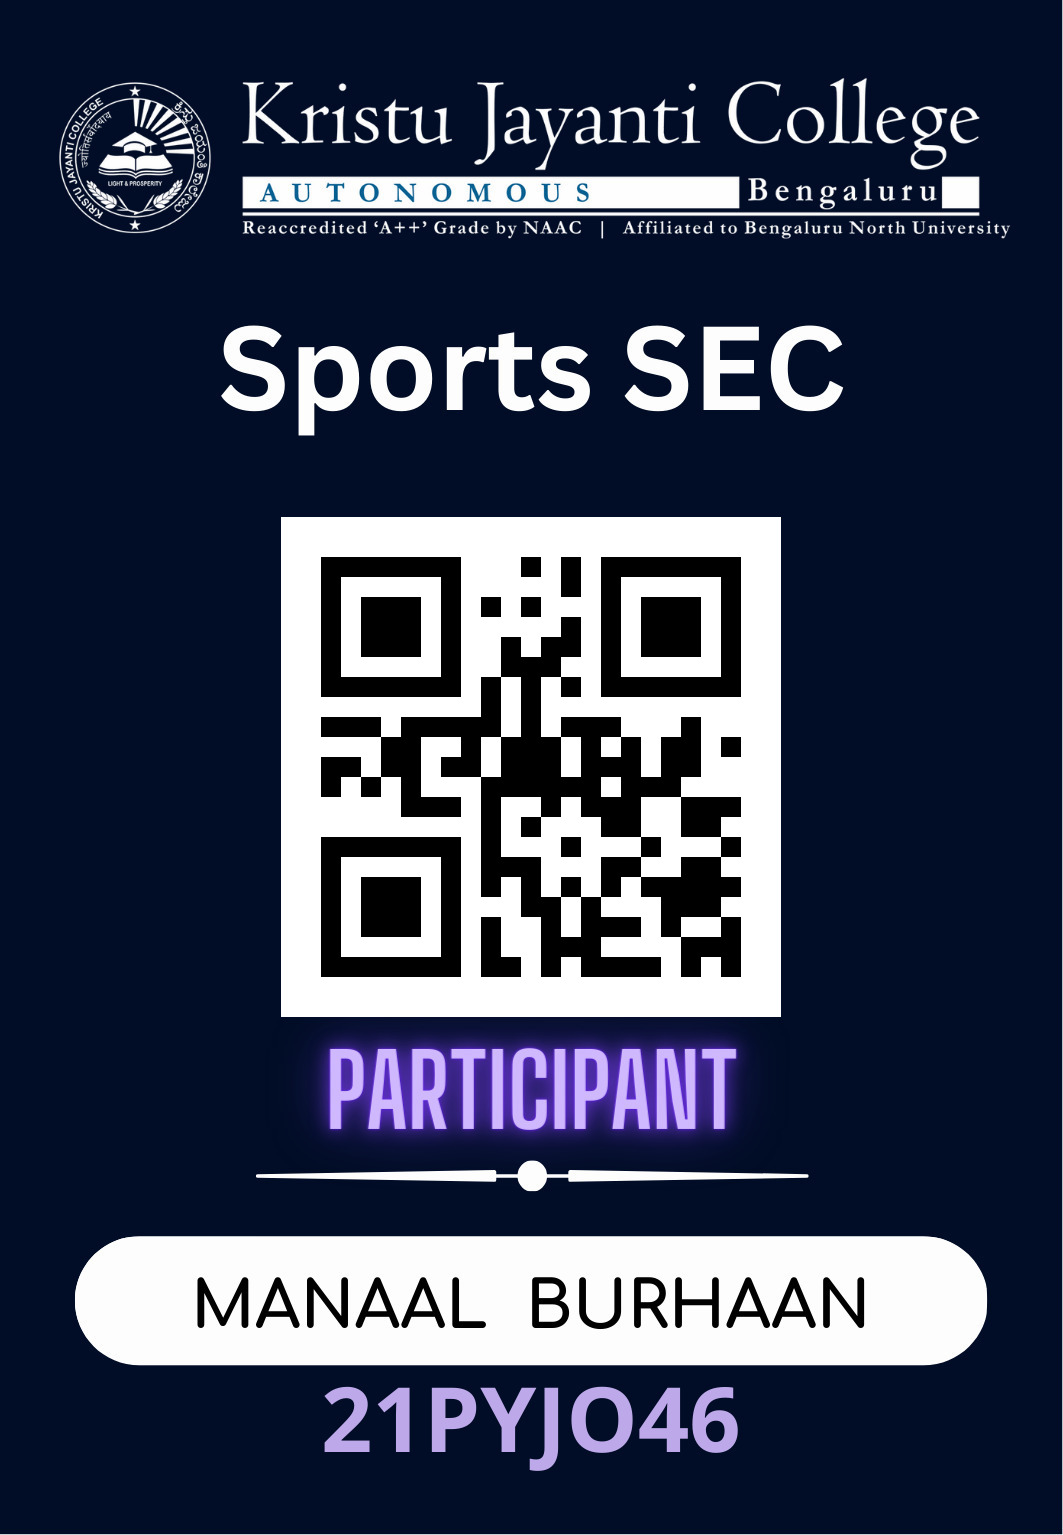 KRISTU JAYANTI COLLEGE
ಕ್ರಿಸ್ತು ಜಯಂತಿ ಕಾಲೇಜು
LIGHT & PROSPERITY
Kristu Jayanti College
AUTONOMOUS Bengaluru
Reaccredited ‘A++’ Grade by NAAC | Affiliated to Bengaluru North University
Sports SEC
PARTICIPANT
MANAAL BURHAAN
21PYJO46